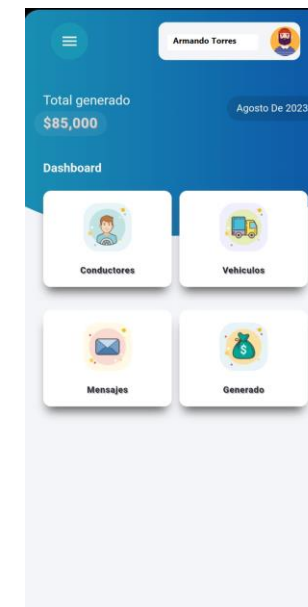 Armando Torres
Total generado
$85,000
Agosto De 2023
Dashboard
Conductores
Vehiculos
Mensajes
Generado